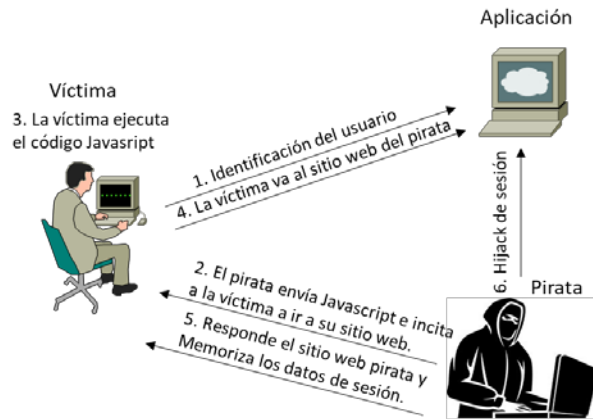 Aplicación
Víctima
3. La víctima ejecuta
el código Javasript
1. Identificación del usuario
4. La víctima va al sitio web del pirata
2. El pirata envía Javascript e incita
a la víctima a ir a su sitio web.
5. Responde el sitio web pirata y
Memoriza los datos de sesión.
6. Hijack de sesión
Pirata